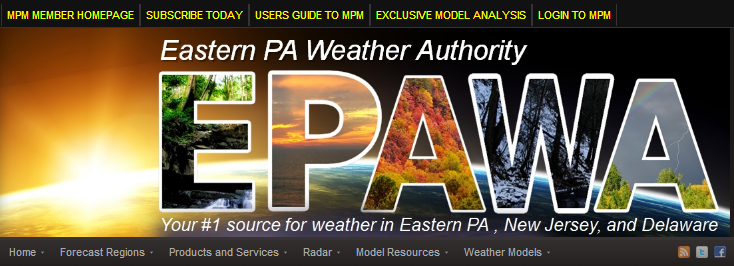 MPM MEMBER HOMEPAGE SUBSCRIBE TODAY USERS GUIDE TO MPM EXCLUSIVE MODEL ANALYSIS LOGIN TO MPM
Eastern PA Weather Authority
EPAWA
Your #1 source for weather in Eastern PA , New Jersey, and Delaware
Home Forecast Regions Products and Services Radar Model Resources Weather Models